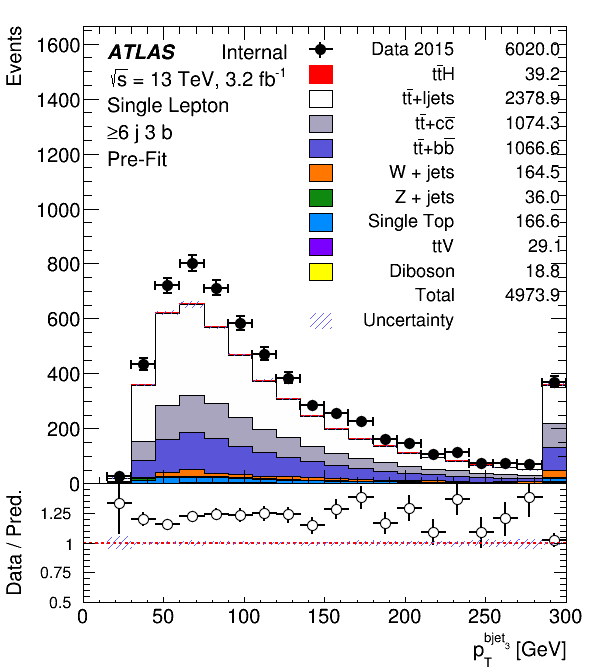 Events
1600
1400
1200
1000
800
600
400
200
0
ATLAS Internal
√s = 13 TeV, 3.2 fb⁻¹
Single Lepton
≥6 j 3 b
Pre-Fit
Data 2015 6020.0
tt̄H 39.2
tt̄+ljets 2378.9
tt̄+cc̄ 1074.3
tt̄+bb̄ 1066.6
W + jets 164.5
Z + jets 36.0
Single Top 166.6
ttV 29.1
Diboson 18.8
Total 4973.9
Uncertainty
Data / Pred.
1.25
1
0.75
0.5
0 50 100 150 200 250 300
p_T^bjet₃ [GeV]